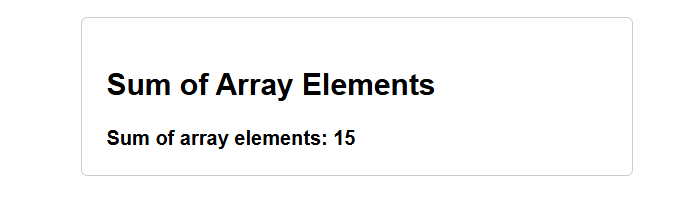 Sum of Array Elements
Sum of array elements: 15